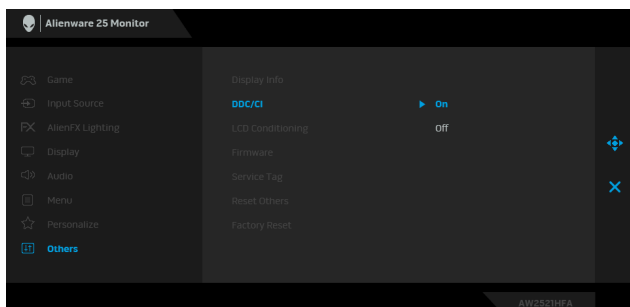 Alienware 25 Monitor
Game
Input Source
AlienFX Lighting
Display
Audio
Menu
Personalize
Others
Display Info
DDC/CI
On
LCD Conditioning
Off
Firmware
Service Tag
Reset Others
Factory Reset
AW2521HFA